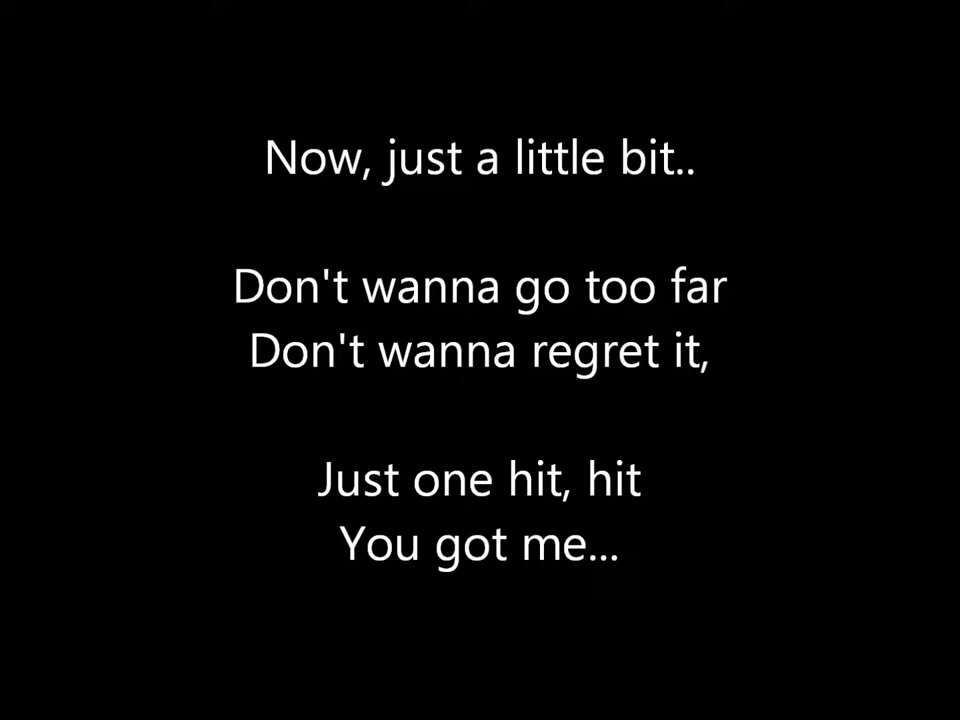 Now, just a little bit..
Don't wanna go too far
Don't wanna regret it,
Just one hit, hit
You got me...